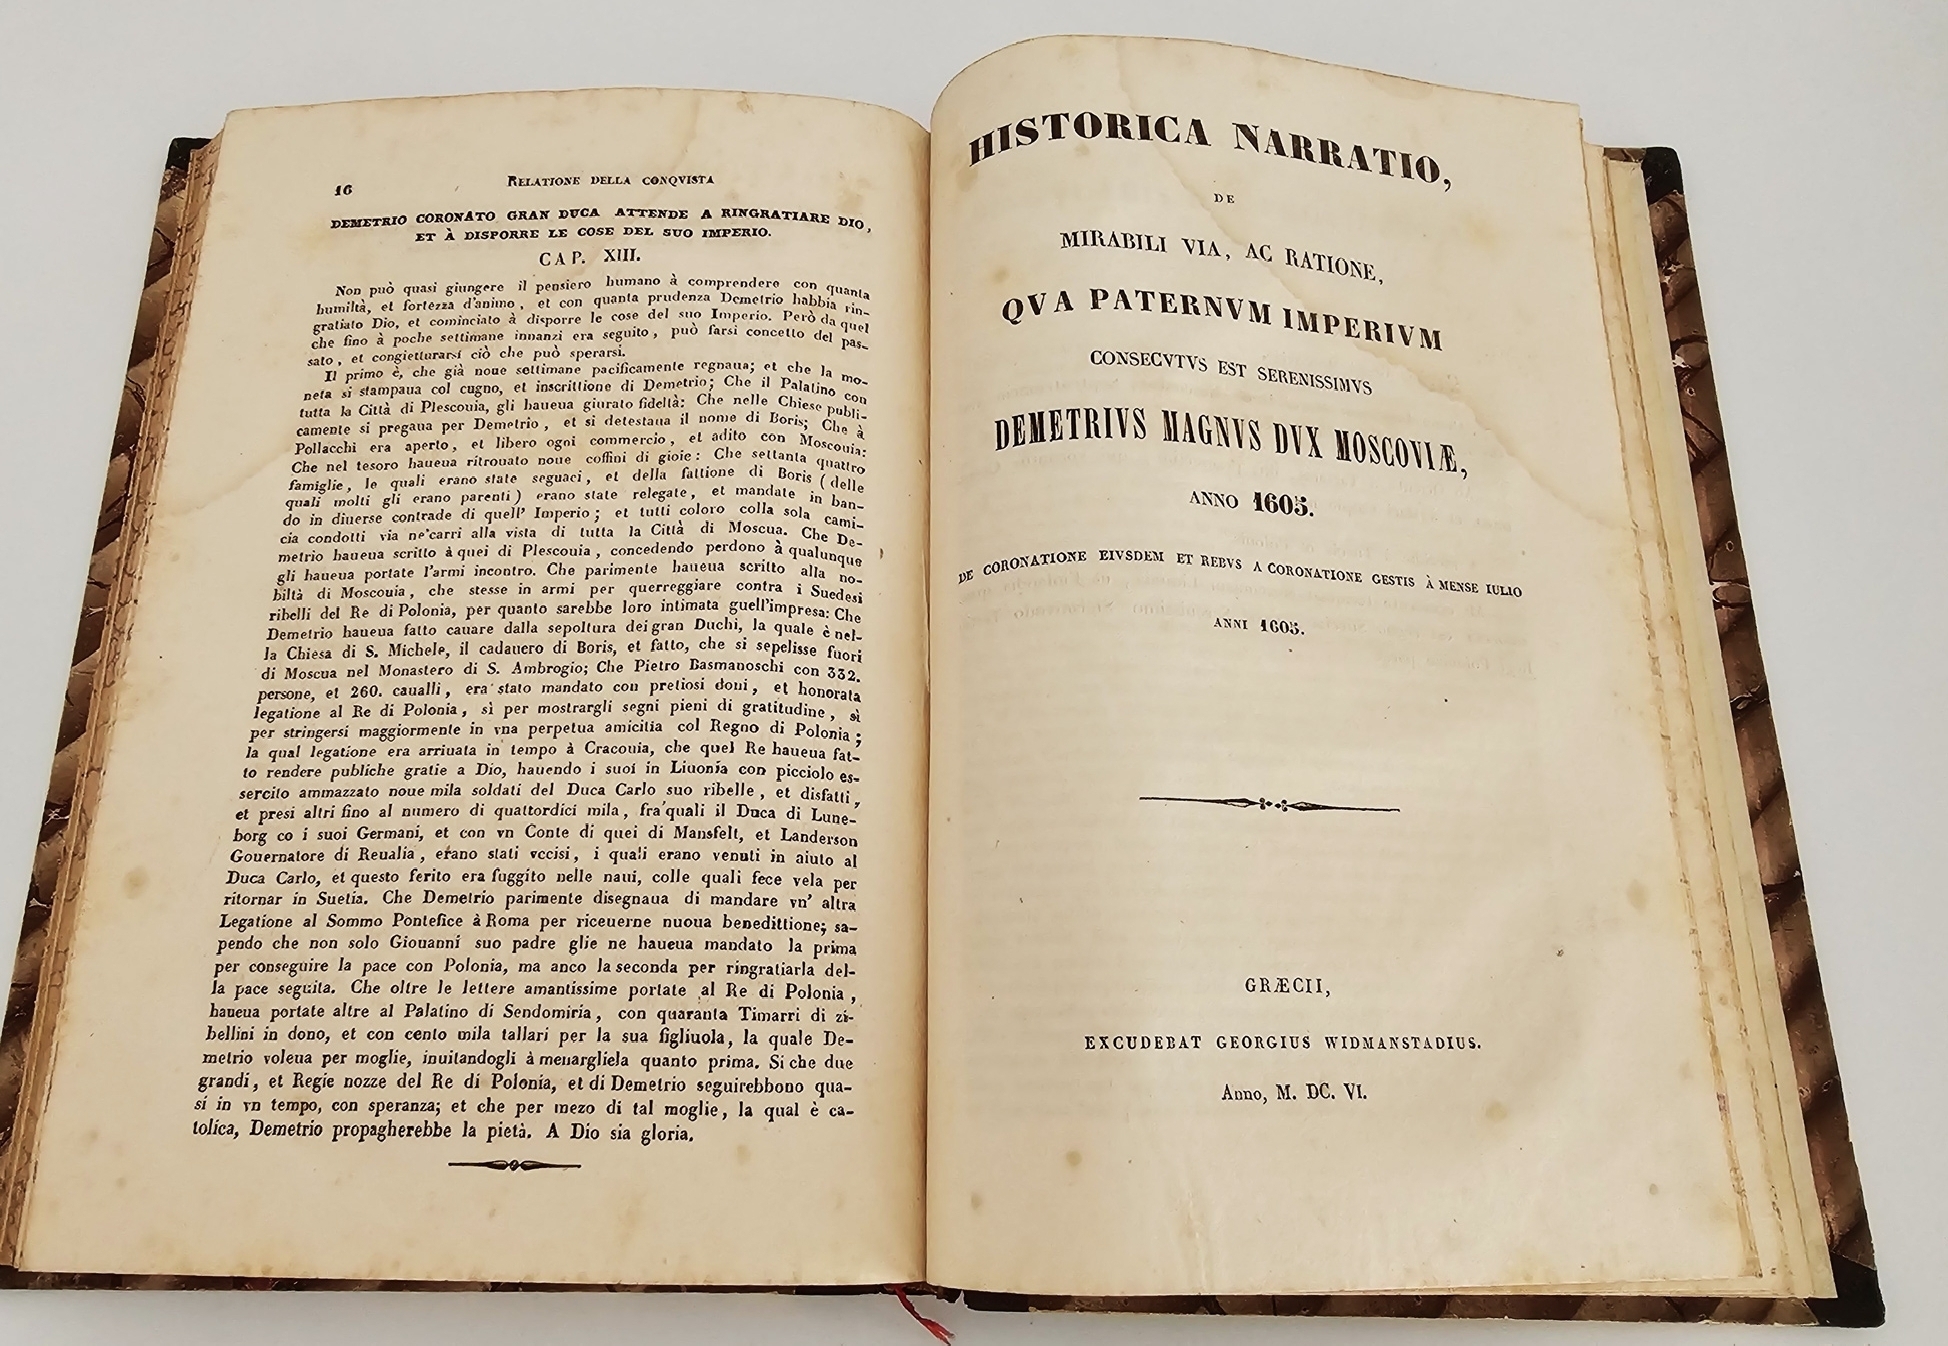 16
RELATIONE DELLA CONQVISTA
DEMETRIO CORONATO GRAN DUCA ATTENDE A RINGRATIARE DIO,
ET À DISPORRE LE COSE DEL SUO IMPERIO.
CAP. XIII.
Non può quasi giungere il pensiero humano à comprendere con quanta
humiltà, et fortezza d'animo, et con quanta prudenza Demetrio habbia rin-
gratiato Dio, et cominciato à disporre le cose del suo Imperio. Però da quel
che fino à poche settimane innanzi era seguito, può farsi concetto del pas-
sato, et congietturarsi ciò che può sperarsi.
Il primo è, che già noue settimane pacificamente regnaua; et che la mo-
neta si stampaua col cugno, et inscrittione di Demetrio; Che il Palatino con
tutta la Città di Plescouia, gli haueua giurato fideltà: Che nelle Chiese publi-
camente si pregaua per Demetrio, et si detestaua il nome di Boris; Che à
Pollacchi era aperto, et libero ogni commercio, et adito con Moscouia:
Che nel tesoro haueua ritrouato noue coffini di gioie: Che settanta quattro
famiglie, le quali erano state seguaci, et della fattione di Boris (delle
quali molti gli erano parenti) erano state relegate, et mandate in ban-
do in diuerse contrade di quell' Imperio; et tutti coloro colla sola cami-
cia condotti via ne'carri alla vista di tutta la Città di Moscua. Che De-
metrio haueua scritto à quei di Plescouia, concedendo perdono à qualunque
gli haueua portate l'armi incontro. Che parimente haueua scritto alla no-
biltà di Moscouia, che stesse in armi per querreggiare contra i Suedesi
ribelli del Re di Polonia, per quanto sarebbe loro intimata guell'impresa: Che
Demetrio haueua fatto cauare dalla sepoltura dei gran Duchi, la quale è nel-
la Chiesa di S. Michele, il cadauero di Boris, et fatto, che si sepelisse fuori
di Moscua nel Monastero di S. Ambrogio; Che Pietro Basmanoschi con 332.
persone, et 260. caualli, era stato mandato con pretiosi doni, et honorata
legatione al Re di Polonia, sì per mostrargli segni pieni di gratitudine, sì
per stringersi maggiormente in vna perpetua amicitia col Regno di Polonia;
la qual legatione era arriuata in tempo à Cracouia, che quel Re haueua fat-
to rendere publiche gratie a Dio, hauendo i suoi in Liuonia con picciolo es-
sercito ammazzato noue mila soldati del Duca Carlo suo ribelle, et disfatti,
et presi altri fino al numero di quattordici mila, fra'quali il Duca di Lune-
borg co i suoi Germani, et con vn Conte di quei di Mansfelt, et Landerson
Gouernatore di Reualia, erano stati vccisi, i quali erano venuti in aiuto al
Duca Carlo, et questo ferito era fuggito nelle naui, colle quali fece vela per
ritornar in Suetia. Che Demetrio parimente disegnaua di mandare vn' altra
Legatione al Sommo Pontefice à Roma per riceuerne nuoua benedittione; sa-
pendo che non solo Giouanni suo padre glie ne haueua mandato la prima
per conseguire la pace con Polonia, ma anco la seconda per ringratiarla del-
la pace seguita. Che oltre le lettere amantissime portate al Re di Polonia,
haueua portate altre al Palatino di Sendomiria, con quaranta Timarri di zi-
bellini in dono, et con cento mila tallari per la sua figliuola, la quale De-
metrio voleua per moglie, inuitandogli à menargliela quanto prima. Si che due
grandi, et Regie nozze del Re di Polonia, et di Demetrio seguirebbono qua-
si in vn tempo, con speranza; et che per mezo di tal moglie, la qual è ca-
tolica, Demetrio propagherebbe la pietà. A Dio sia gloria.
HISTORICA NARRATIO,
DE
MIRABILI VIA, AC RATIONE,
QVA PATERNVM IMPERIVM
CONSECVTVS EST SERENISSIMVS
DEMETRIVS MAGNVS DVX MOSCOVIÆ,
ANNO 1605.
DE CORONATIONE EIVSDEM ET REBVS A CORONATIONE GESTIS À MENSE IULIO
ANNI 1605.
GRÆCII,
EXCUDEBAT GEORGIUS WIDMANSTADIUS.
Anno, M. DC. VI.